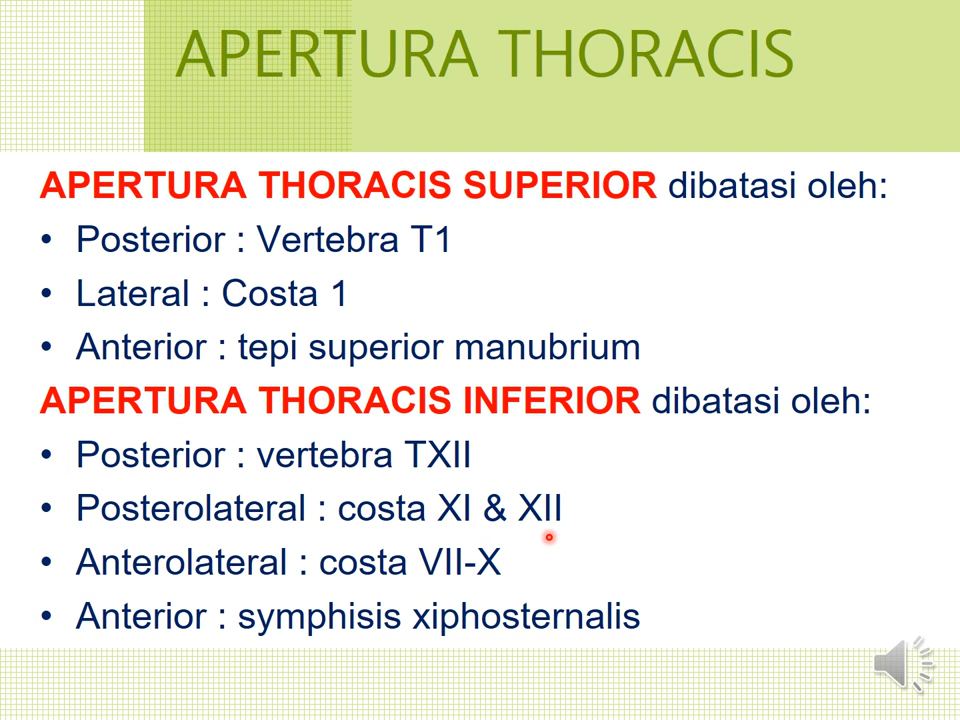 APERTURA THORACIS
APERTURA THORACIS SUPERIOR dibatasi oleh:
• Posterior : Vertebra T1
• Lateral : Costa 1
• Anterior : tepi superior manubrium
APERTURA THORACIS INFERIOR dibatasi oleh:
• Posterior : vertebra TXII
• Posterolateral : costa XI & XII
• Anterolateral : costa VII-X
• Anterior : symphisis xiphosternalis